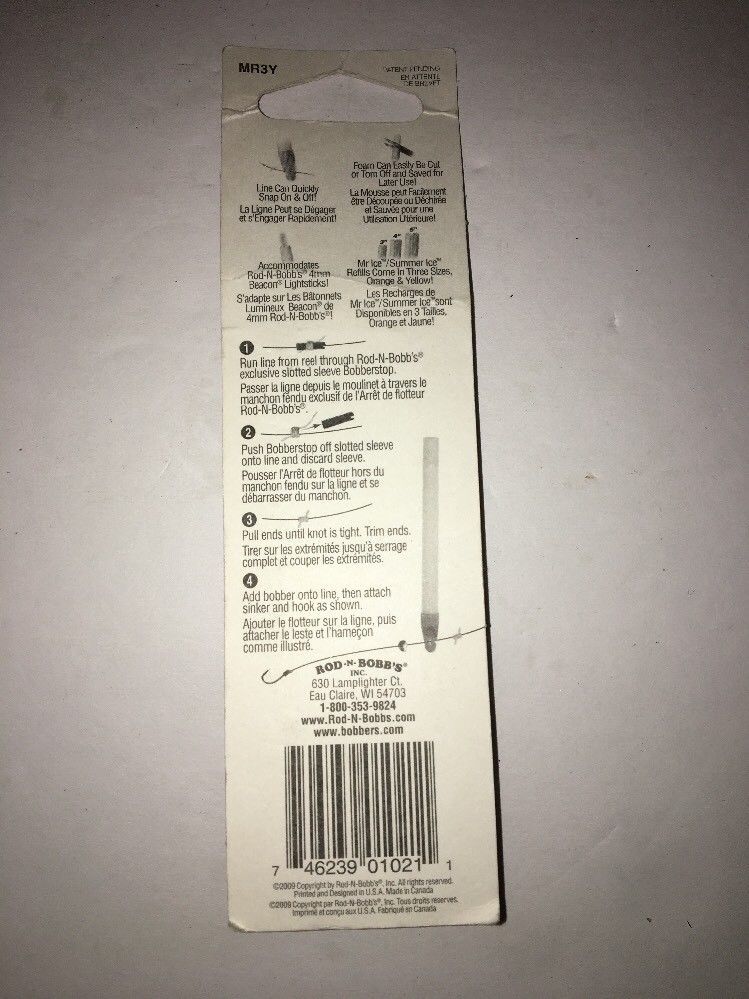 MR3Y
PATENT PENDING
EN ATTENTE
DE BREVET
Line Can Quickly
Snap On & Off!
La Ligne Peut se Dégager
et s'Engager Rapidement!
Foam Can Easily Be Cut
or Torn Off and Saved for
Later Use!
La Mousse peut Facilement
être Découpée ou Déchirée
et Sauvée pour une
Utilisation Ultérieure!
Accommodates
Rod-N-Bobb's® 4mm
Beacon® Lightsticks!
S'adapte sur Les Bâtonnets
Lumineux Beacon® de
4mm Rod-N-Bobb's®!
3" 4" 5"
Mr Ice™/Summer Ice™
Refills Come In Three Sizes,
Orange & Yellow!
Les Recharges de
Mr Ice™/Summer Ice™sont
Disponibles en 3 Tailles,
Orange et Jaune!
1
Run line from reel through Rod-N-Bobb's®
exclusive slotted sleeve Bobberstop.
Passer la ligne depuis le moulinet à travers le
manchon fendu exclusif de l'Arrêt de flotteur
Rod-N-Bobb's®.
2
Push Bobberstop off slotted sleeve
onto line and discard sleeve.
Pousser l'Arrêt de flotteur hors du
manchon fendu sur la ligne et se
débarrasser du manchon.
3
Pull ends until knot is tight. Trim ends.
Tirer sur les extrémités jusqu'à serrage
complet et couper les extrémités.
4
Add bobber onto line, then attach
sinker and hook as shown.
Ajouter le flotteur sur la ligne, puis
attacher le leste et l'hameçon
comme illustré.
ROD-N-BOBB'S®
INC.
630 Lamplighter Ct.
Eau Claire, WI 54703
1-800-353-9824
www.Rod-N-Bobbs.com
www.bobbers.com
7 46239 01021 1
©2009 Copyright by Rod-N-Bobb's®, Inc. All rights reserved.
Printed and Designed in U.S.A. Made in Canada
©2009 Copyright par Rod-N-Bobb's®, Inc. Tous droits reserves.
Imprimé et conçu aux U.S.A. Fabriqué en Canada